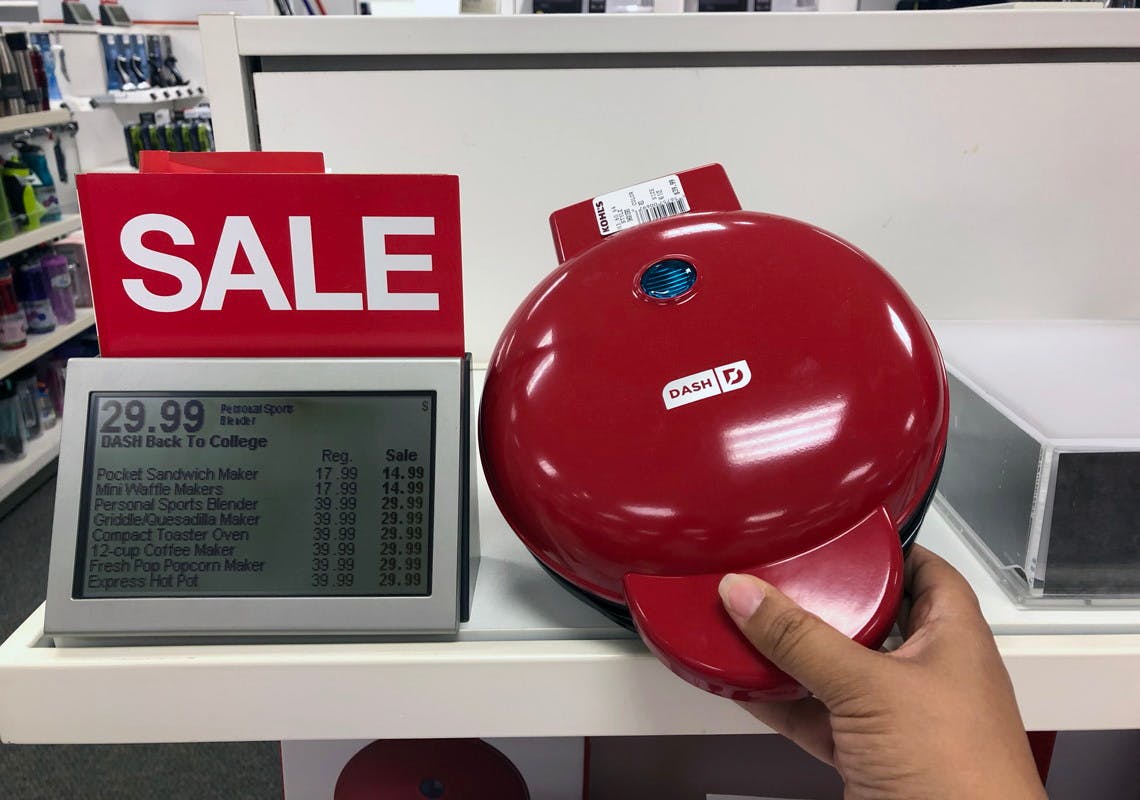 SALE
29.99 Personal Sports
Blender
S
DASH Back To College
Reg. Sale
Pocket Sandwich Maker 17.99 14.99
Mini Waffle Makers 17.99 14.99
Personal Sports Blender 39.99 29.99
Griddle/Quesadilla Maker 39.99 29.99
Compact Toaster Oven 39.99 29.99
12-cup Coffee Maker 39.99 29.99
Fresh Pop Popcorn Maker 39.99 29.99
Express Hot Pot 39.99 29.99
KOHL'S
DASH D